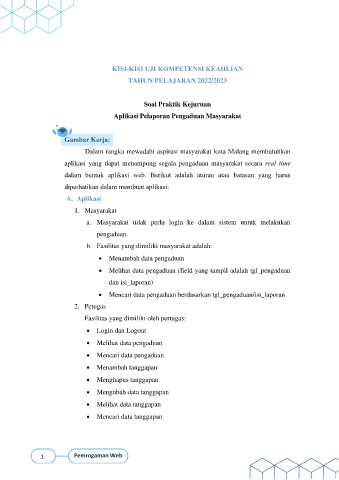 KISI-KISI UJI KOMPETENSI KEAHLIAN
TAHUN PELAJARAN 2022/2023
Soal Praktik Kejuruan
Aplikasi Pelaporan Pengaduan Masyarakat
Gambar Kerja:
Dalam rangka mewadahi aspirasi masyarakat kota Malang membutuhkan
aplikasi yang dapat menampung segala pengaduan masyarakat secara real time
dalam bentuk aplikasi web. Berikut adalah aturan atau batasan yang harus
diperhatikan dalam membuat aplikasi:
A. Aplikasi
1. Masyarakat
a. Masyarakat tidak perlu login ke dalam sistem untuk melakukan
pengaduan.
b. Fasilitas yang dimiliki masyarakat adalah:
• Menambah data pengaduan
• Melihat data pengaduan (field yang tampil adalah tgl_pengaduan
dan isi_laporan)
• Mencari data pengaduan berdasarkan tgl_pengaduan/isi_laporan
2. Petugas
Fasilitas yang dimiliki oleh pertugas:
• Login dan Logout
• Melihat data pengaduan
• Mencari data pengaduan
• Menambah tanggapan
• Menghapus tanggapan
• Mengubah data tanggapan
• Melihat data tanggapan
• Mencari data tanggapan
1 Pemrogaman Web